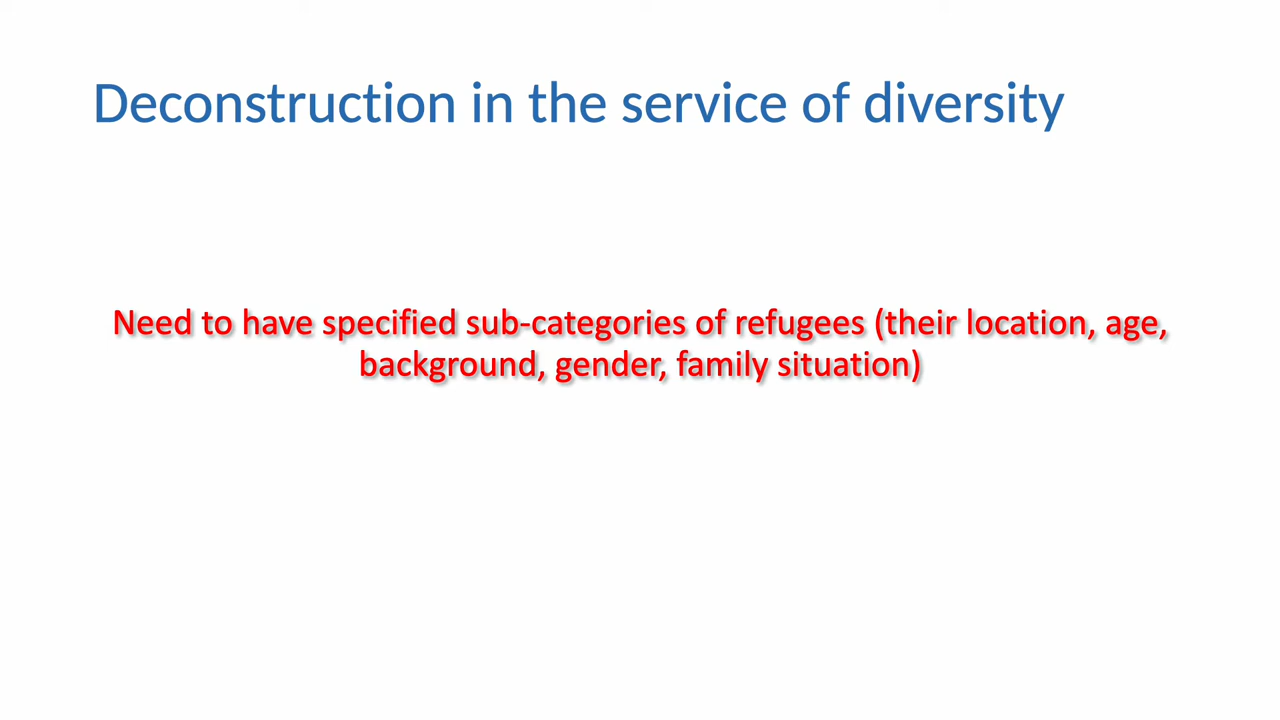 Deconstruction in the service of diversity
Need to have specified sub-categories of refugees (their location, age,
background, gender, family situation)